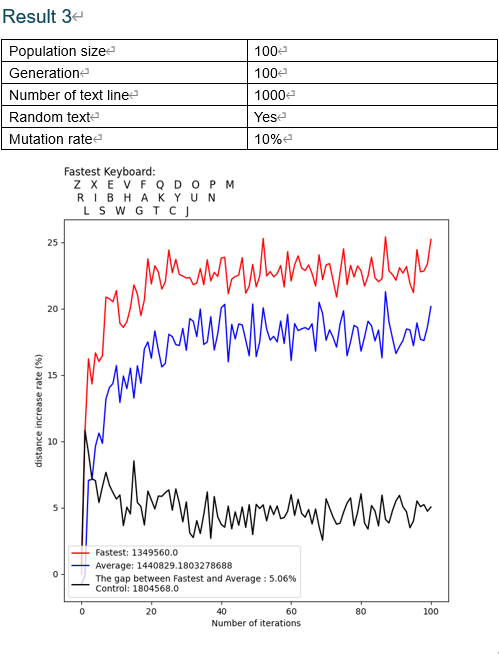 Result 3↵
Population size↵ 100↵
Generation↵ 100↵
Number of text line↵ 1000↵
Random text↵ Yes↵
Mutation rate↵ 10%↵
Fastest Keyboard:
Z X E V F Q D O P M
R I B H A K Y U N
L S W G T C J
25
20
15
10
5
0
distance increase rate (%)
Fastest: 1349560.0
Average: 1440829.1803278688
The gap between Fastest and Average : 5.06%
Control: 1804568.0
0 20 40 60 80 100
Number of iterations